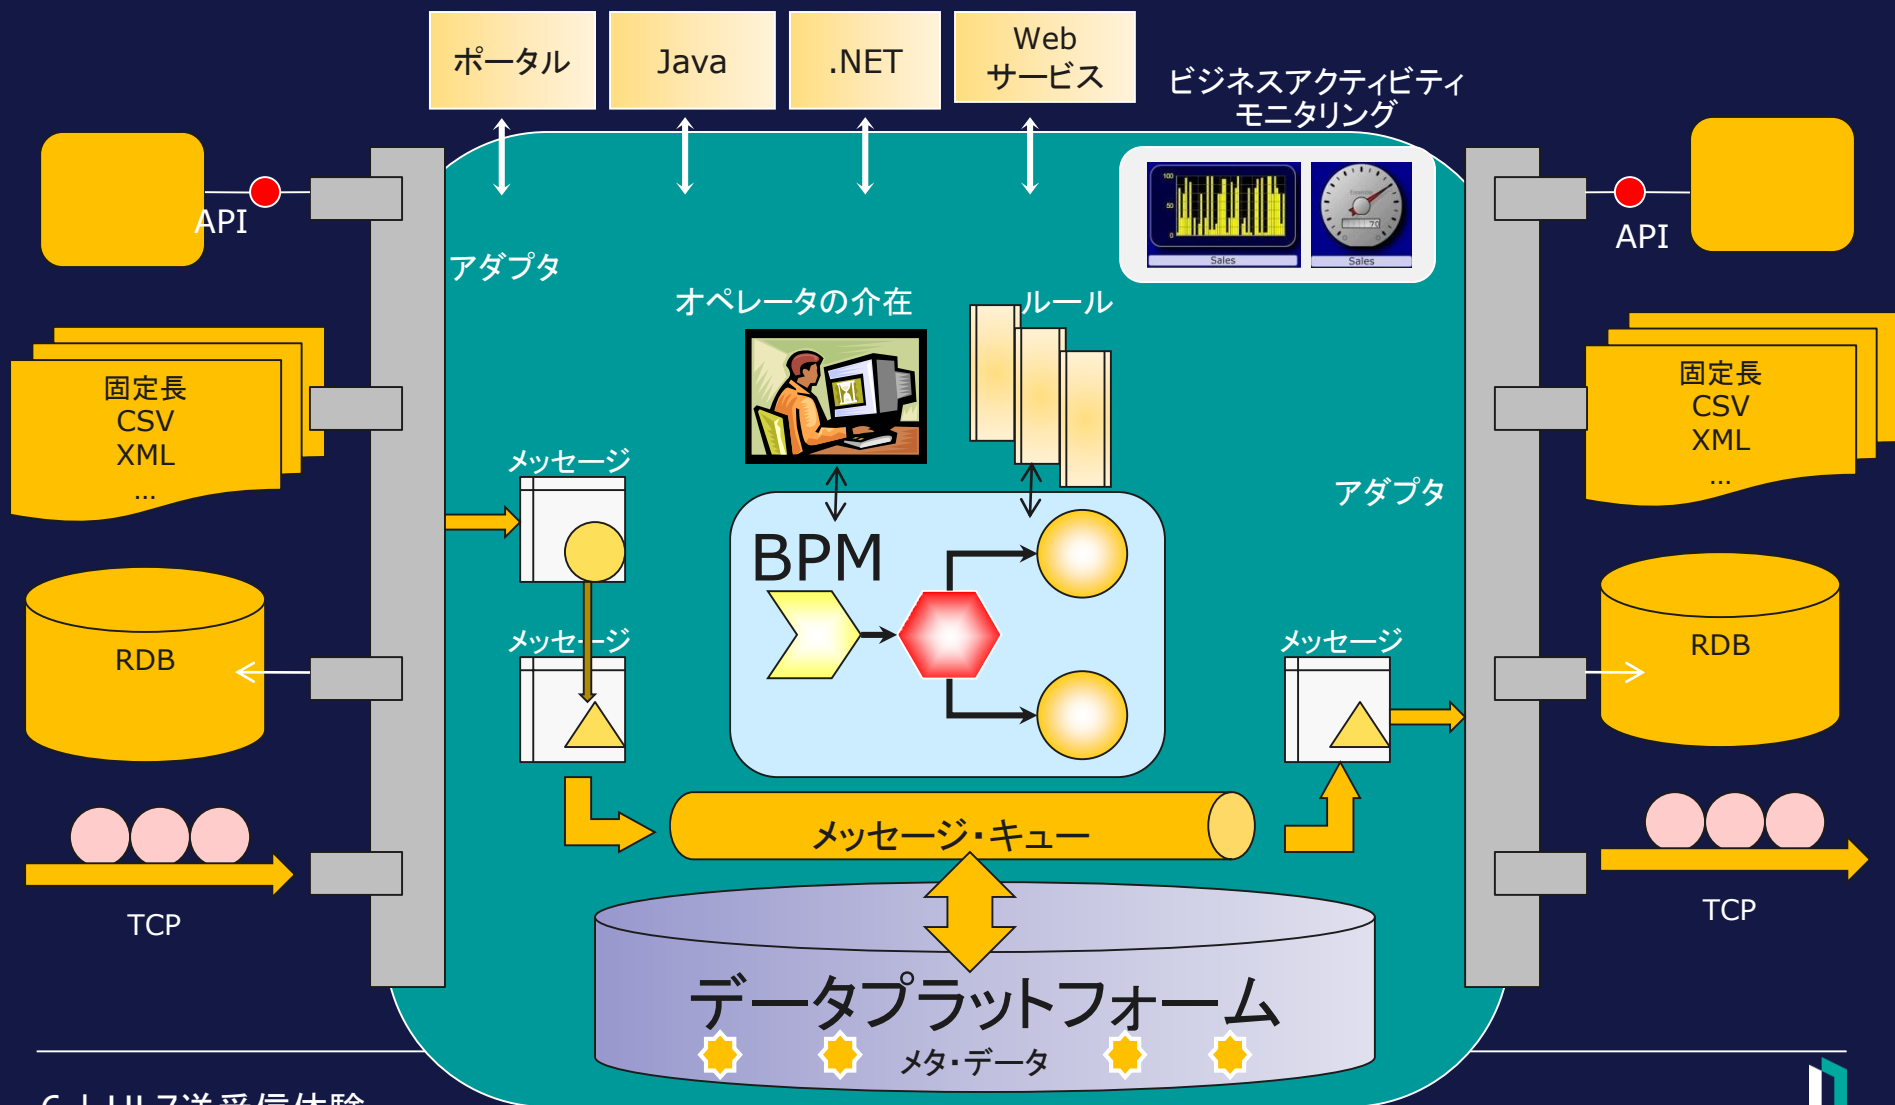 ポータル
Java
.NET
Web
サービス
ビジネスアクティビティ
モニタリング
API
API
100
50
0
Sales
Sales
アダプタ
オペレータの介在
ルール
固定長
CSV
XML
...
固定長
CSV
XML
...
メッセージ
アダプタ
BPM
RDB
メッセージ
メッセージ
RDB
メッセージ・キュー
TCP
TCP
データプラットフォーム
メタ・データ